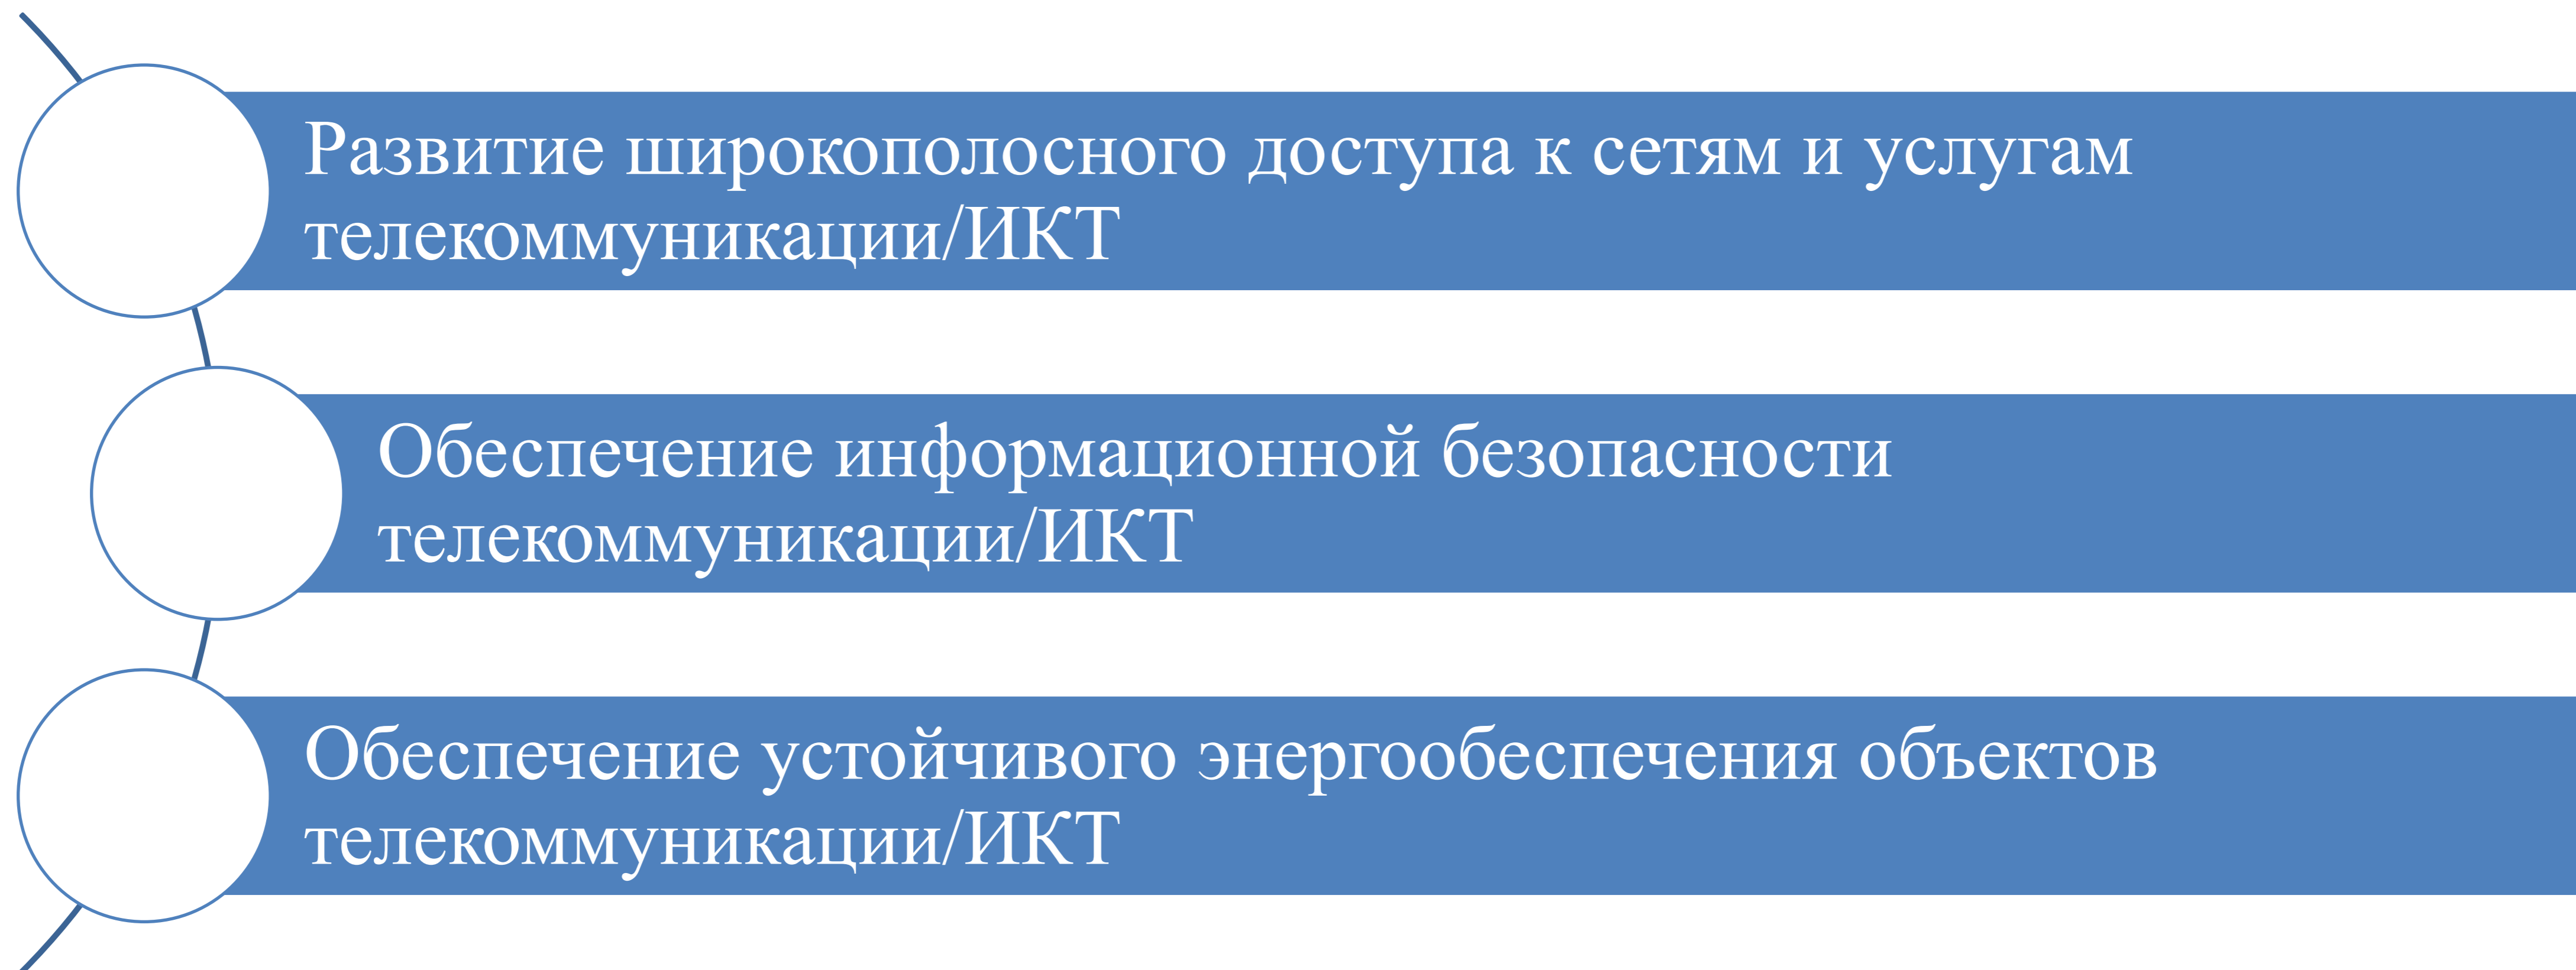 Развитие широкополосного доступа к сетям и услугам
телекоммуникации/ИКТ
Обеспечение информационной безопасности
телекоммуникации/ИКТ
Обеспечение устойчивого энергообеспечения объектов
телекоммуникации/ИКТ